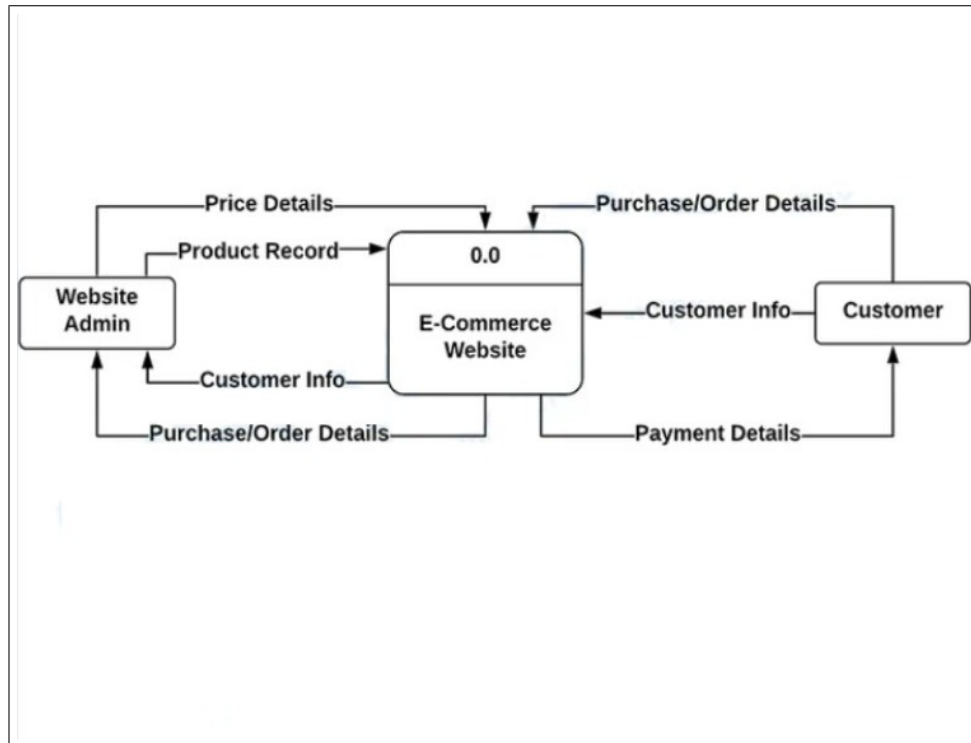 Price Details
Purchase/Order Details
Product Record
0.0
Website
Admin
E-Commerce
Website
Customer Info
Customer
Customer Info
Purchase/Order Details
Payment Details